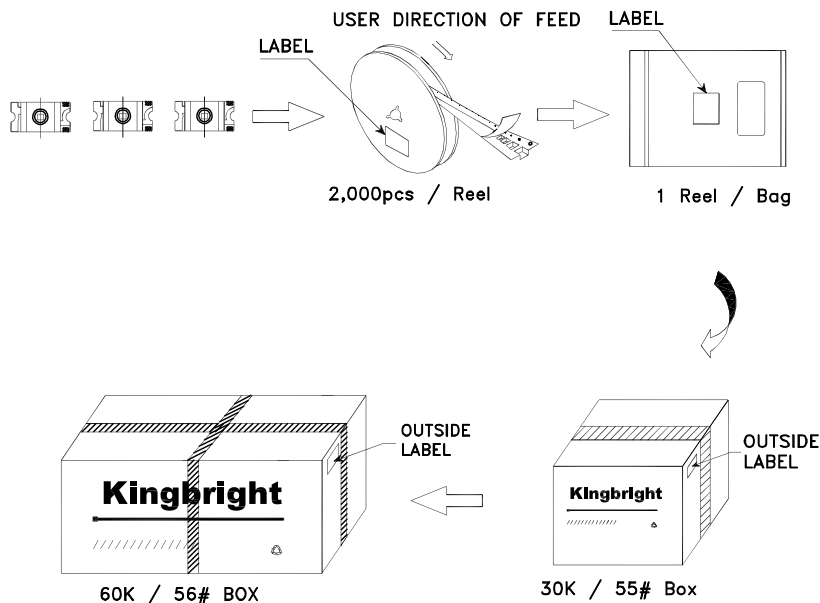 USER DIRECTION OF FEED
LABEL
LABEL
2,000pcs / Reel
1 Reel / Bag
OUTSIDE
LABEL
OUTSIDE
LABEL
Kingbright
Kingbright
60K / 56# BOX
30K / 55# Box